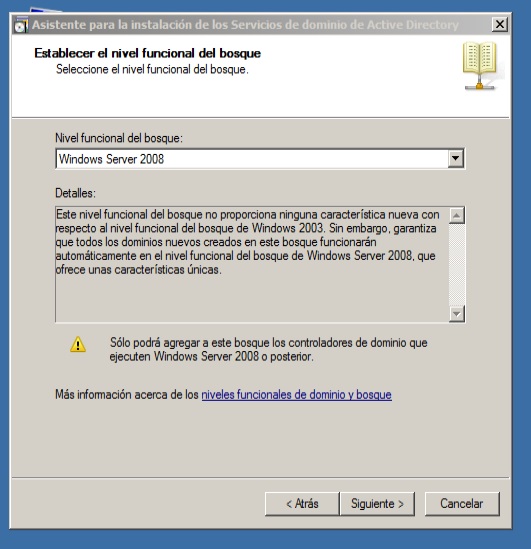 Asistente para la instalación de los Servicios de dominio de Active Directory
Establecer el nivel funcional del bosque
Seleccione el nivel funcional del bosque.
Nivel funcional del bosque:
Windows Server 2008
Detalles:
Este nivel funcional del bosque no proporciona ninguna característica nueva con
respecto al nivel funcional del bosque de Windows 2003. Sin embargo, garantiza
que todos los dominios nuevos creados en este bosque funcionarán
automáticamente en el nivel funcional del bosque de Windows Server 2008, que
ofrece unas características únicas.
Sólo podrá agregar a este bosque los controladores de dominio que
ejecuten Windows Server 2008 o posterior.
Más información acerca de los niveles funcionales de dominio y bosque
< Atrás
Siguiente >
Cancelar